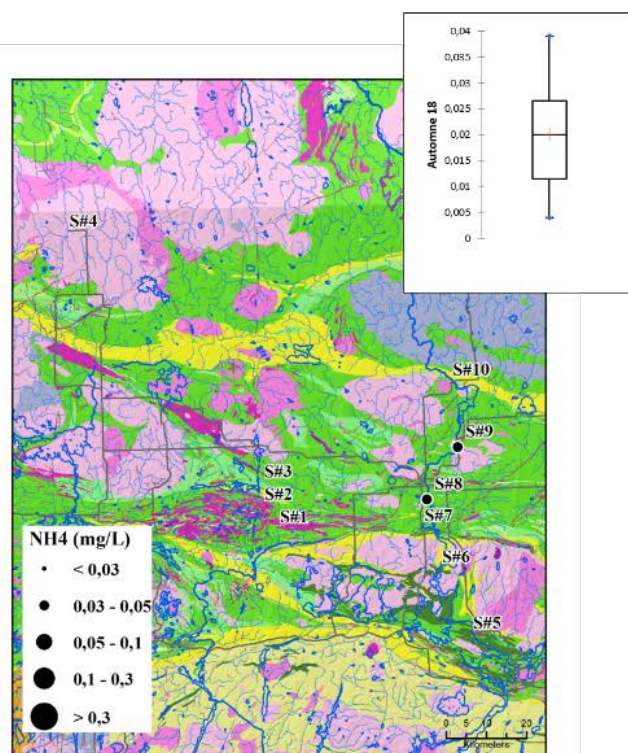 0,04
0,035
0,03
0,025
0,02
0,015
0,01
0,005
0
Automne 18
S#4
S#10
S#9
S#3
S#8
S#2
S#1
S#7
S#6
S#5
NH4 (mg/L)
< 0,03
0,03 - 0,05
0,05 - 0,1
0,1 - 0,3
> 0,3
0 5 10 20
Kilometers